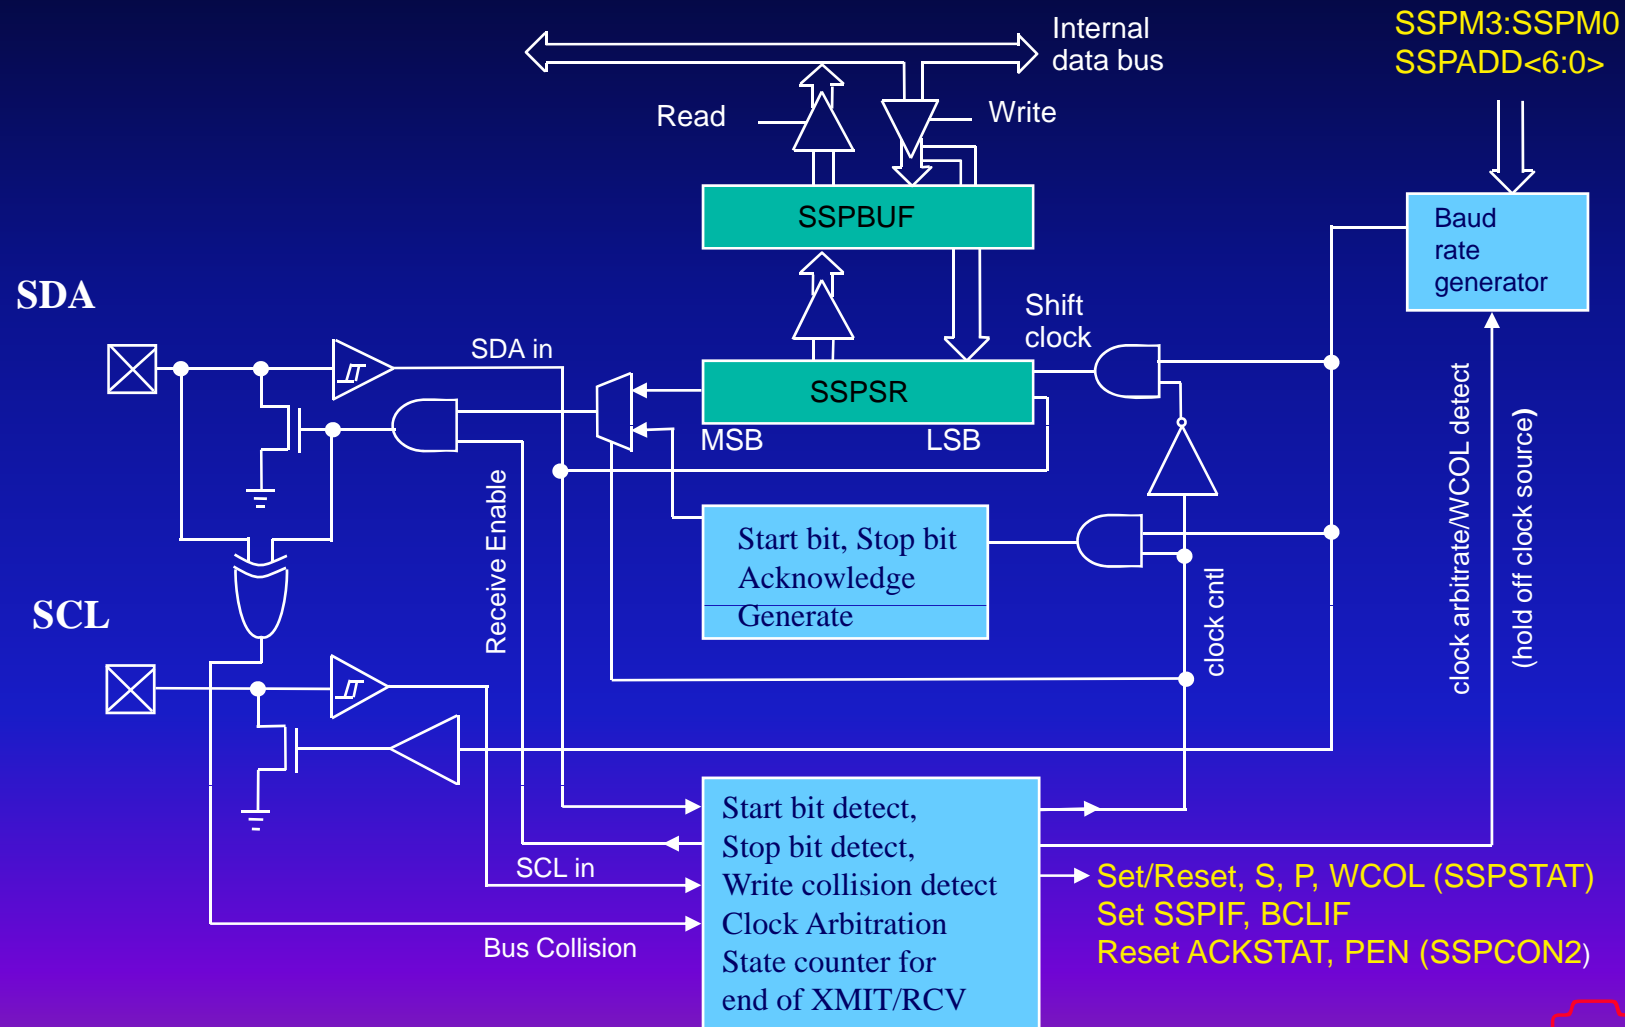 Internal
data bus
SSPM3:SSPM0
SSPADD<6:0>
Read
Write
SSPBUF
Baud
rate
generator
SDA
Shift
clock
SDA in
SSPSR
MSB
LSB
clock arbitrate/WCOL detect
(hold off clock source)
Receive Enable
Start bit, Stop bit
Acknowledge
Generate
clock cntl
SCL
Start bit detect,
Stop bit detect,
Write collision detect
Clock Arbitration
State counter for
end of XMIT/RCV
SCL in
Bus Collision
Set/Reset, S, P, WCOL (SSPSTAT)
Set SSPIF, BCLIF
Reset ACKSTAT, PEN (SSPCON2)